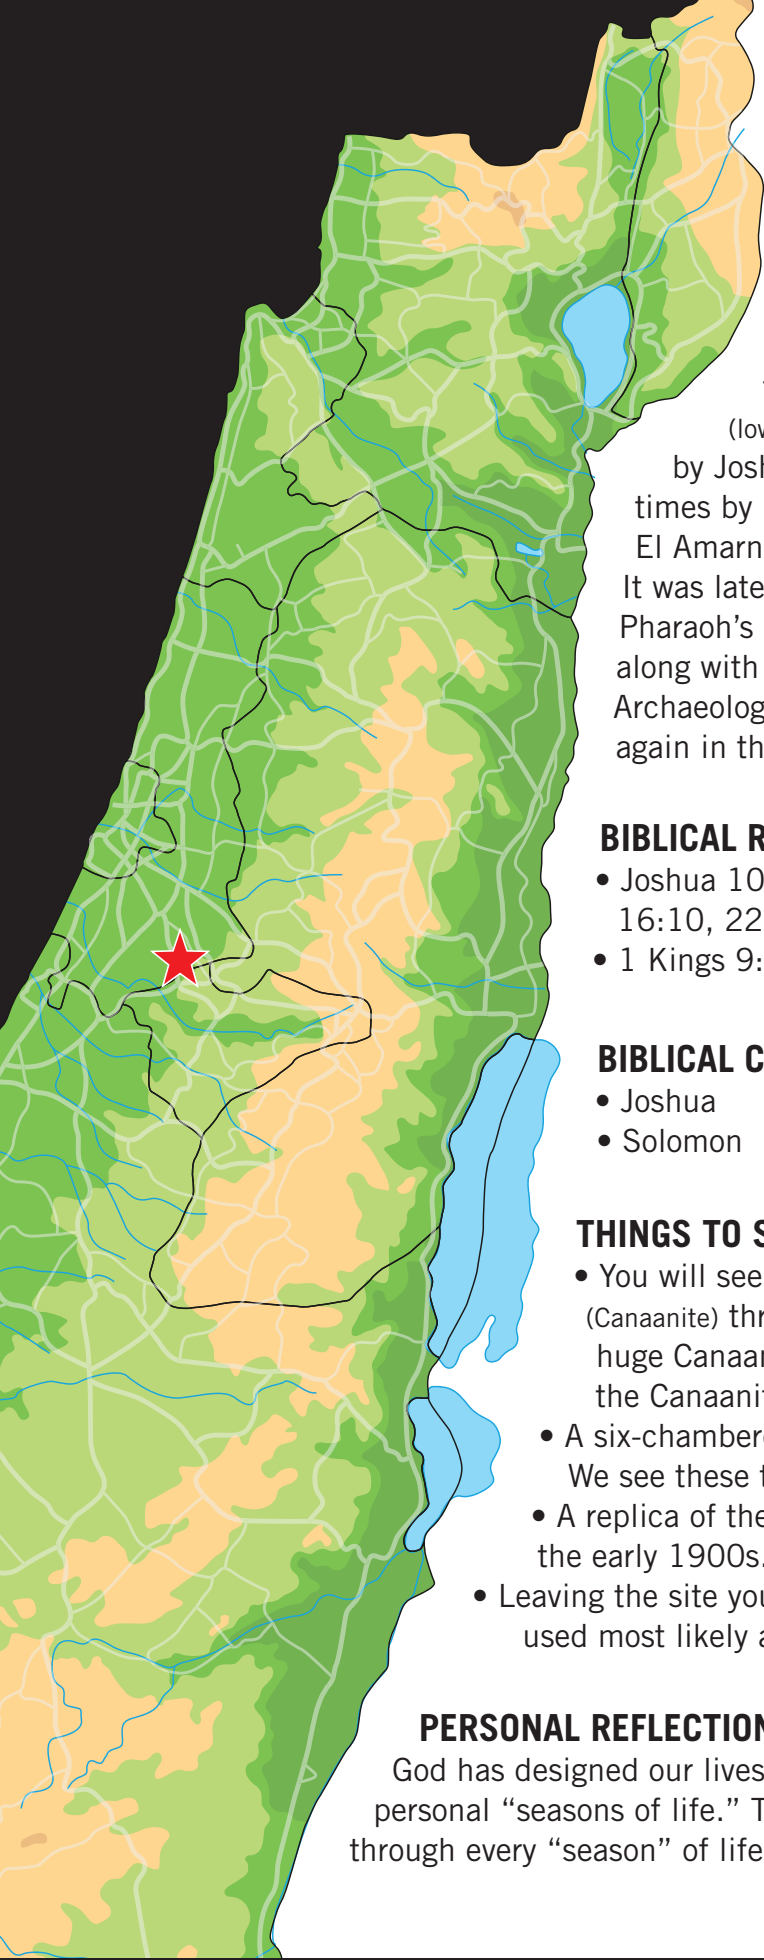 (low
by Josh
times by
El Amarn
It was late
Pharaoh’s
along with
Archaeolog
again in th
BIBLICAL R
• Joshua 10
16:10, 22
• 1 Kings 9:
BIBLICAL C
• Joshua
• Solomon
THINGS TO S
• You will see
(Canaanite) thr
huge Canaan
the Canaanit
• A six-chambere
We see these t
• A replica of the
the early 1900s.
• Leaving the site you
used most likely a
PERSONAL REFLECTION
God has designed our lives
personal “seasons of life.” T
through every “season” of life